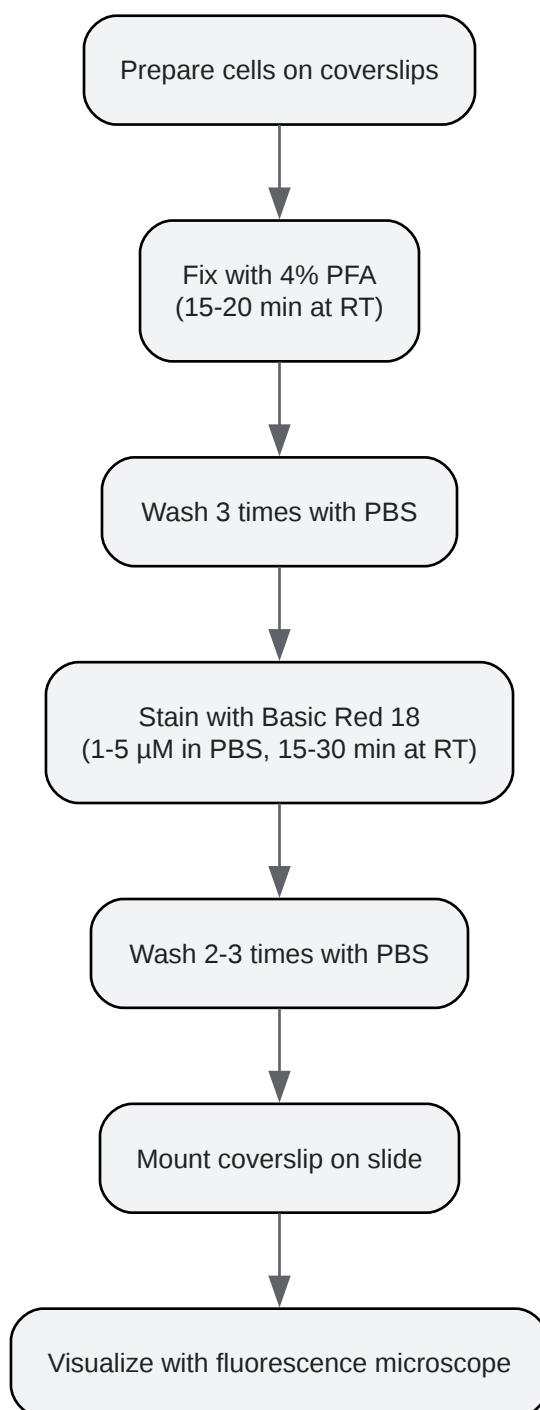 Prepare cells on coverslips
Fix with 4% PFA
(15-20 min at RT)
Wash 3 times with PBS
Stain with Basic Red 18
(1-5 µM in PBS, 15-30 min at RT)
Wash 2-3 times with PBS
Mount coverslip on slide
Visualize with fluorescence microscope